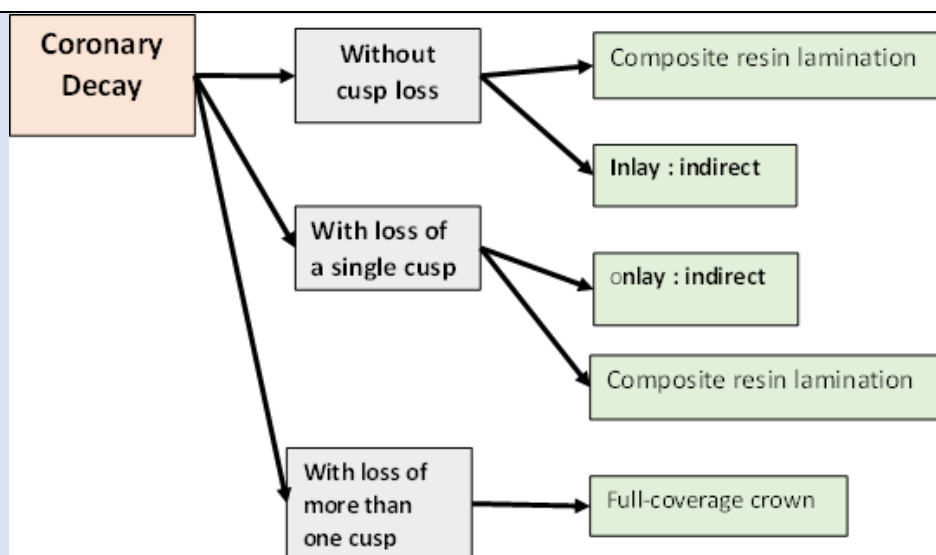 Coronary
Decay
Without
cusp loss
Composite resin lamination
Inlay : indirect
With loss of
a single cusp
onlay : indirect
Composite resin lamination
With loss of
more than
one cusp
Full-coverage crown